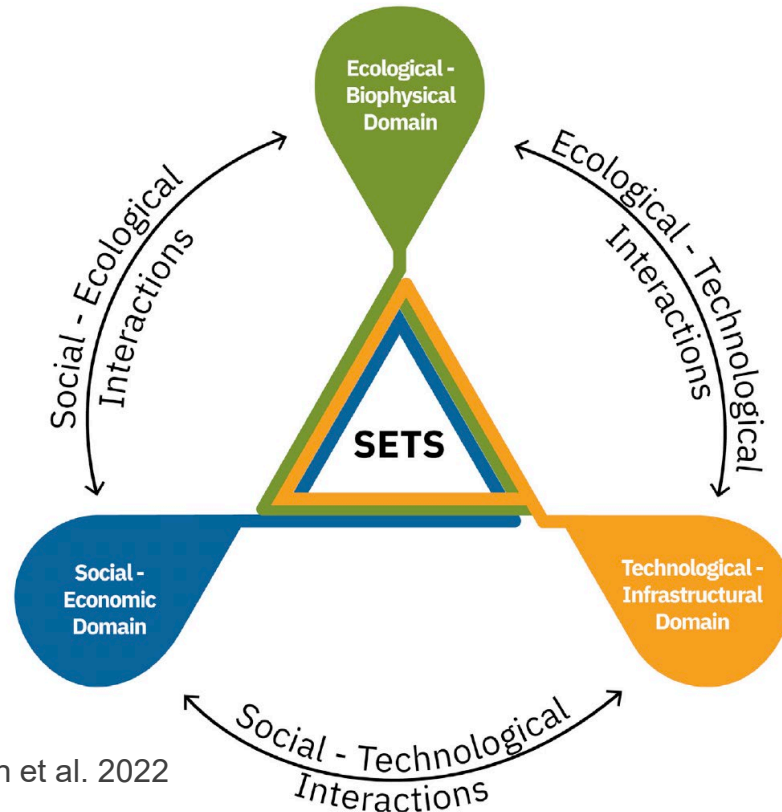 Ecological -
Biophysical
Domain
Social - Ecological
Interactions
Ecological - Technological
Interactions
SETS
Social -
Economic
Domain
Technological -
Infrastructural
Domain
Social - Technological
Interactions
et al. 2022